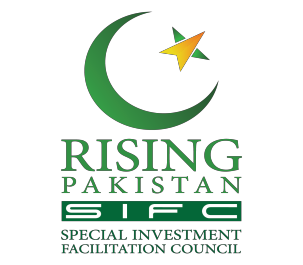 RISING
PAKISTAN
SIFC
SPECIAL INVESTMENT
FACILITATION COUNCIL